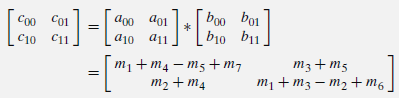 [ c00 c01 ] = [ a00 a01 ] * [ b00 b01 ]
[ c10 c11 ] [ a10 a11 ] [ b10 b11 ]
= [ m1 + m4 − m5 + m7 m3 + m5 ]
[ m2 + m4 m1 + m3 − m2 + m6 ]